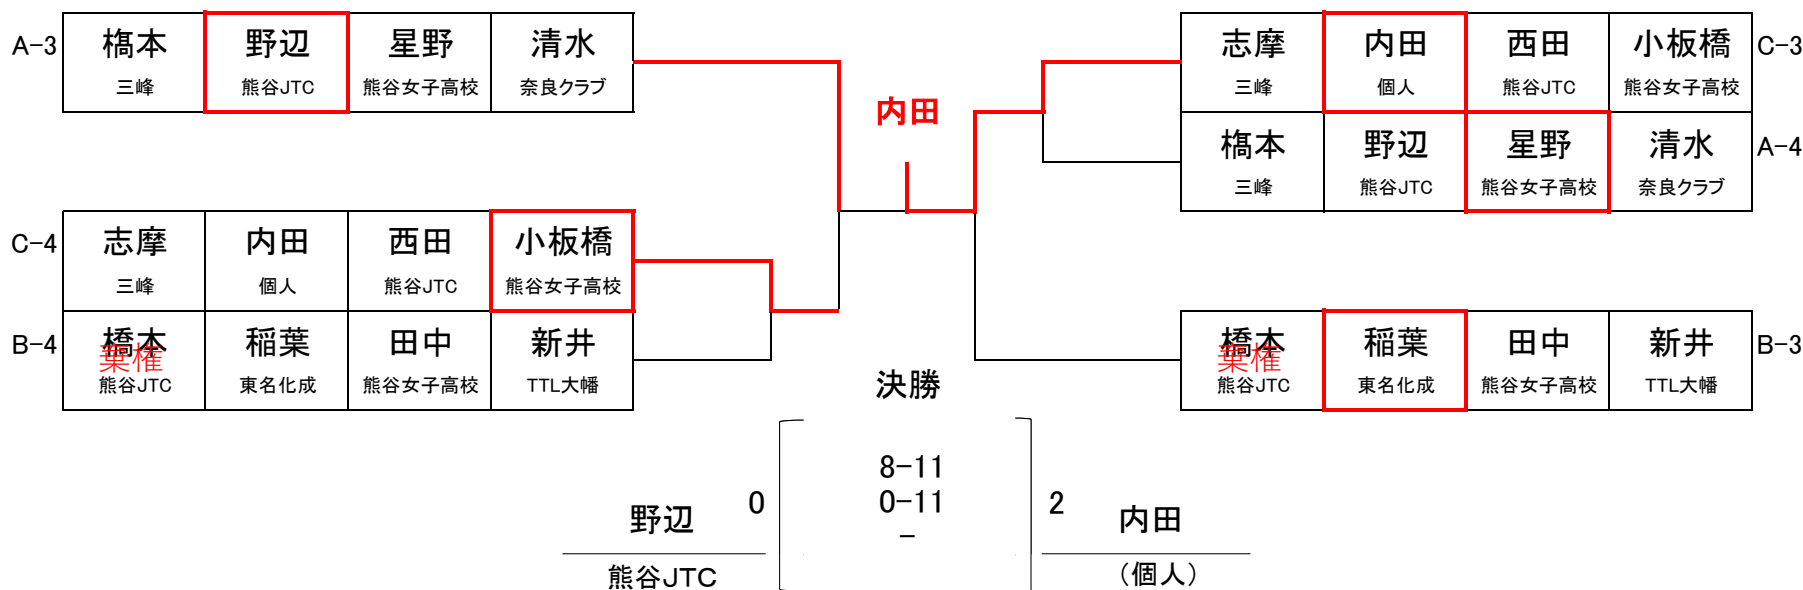 A-3 槗本 野辺 星野 清水
三峰 熊谷JTC 熊谷女子高校 奈良クラブ
志摩 内田 西田 小板橋 C-3
三峰 個人 熊谷JTC 熊谷女子高校
内田
槗本 野辺 星野 清水 A-4
三峰 熊谷JTC 熊谷女子高校 奈良クラブ
C-4 志摩 内田 西田 小板橋
三峰 個人 熊谷JTC 熊谷女子高校
B-4 橋本 稲葉 田中 新井
棄権
熊谷JTC 東名化成 熊谷女子高校 TTL大幡
橋本 稲葉 田中 新井 B-3
棄権
熊谷JTC 東名化成 熊谷女子高校 TTL大幡
決勝
8-11
0 0-11 2
野辺 - 内田
熊谷JTC (個人)